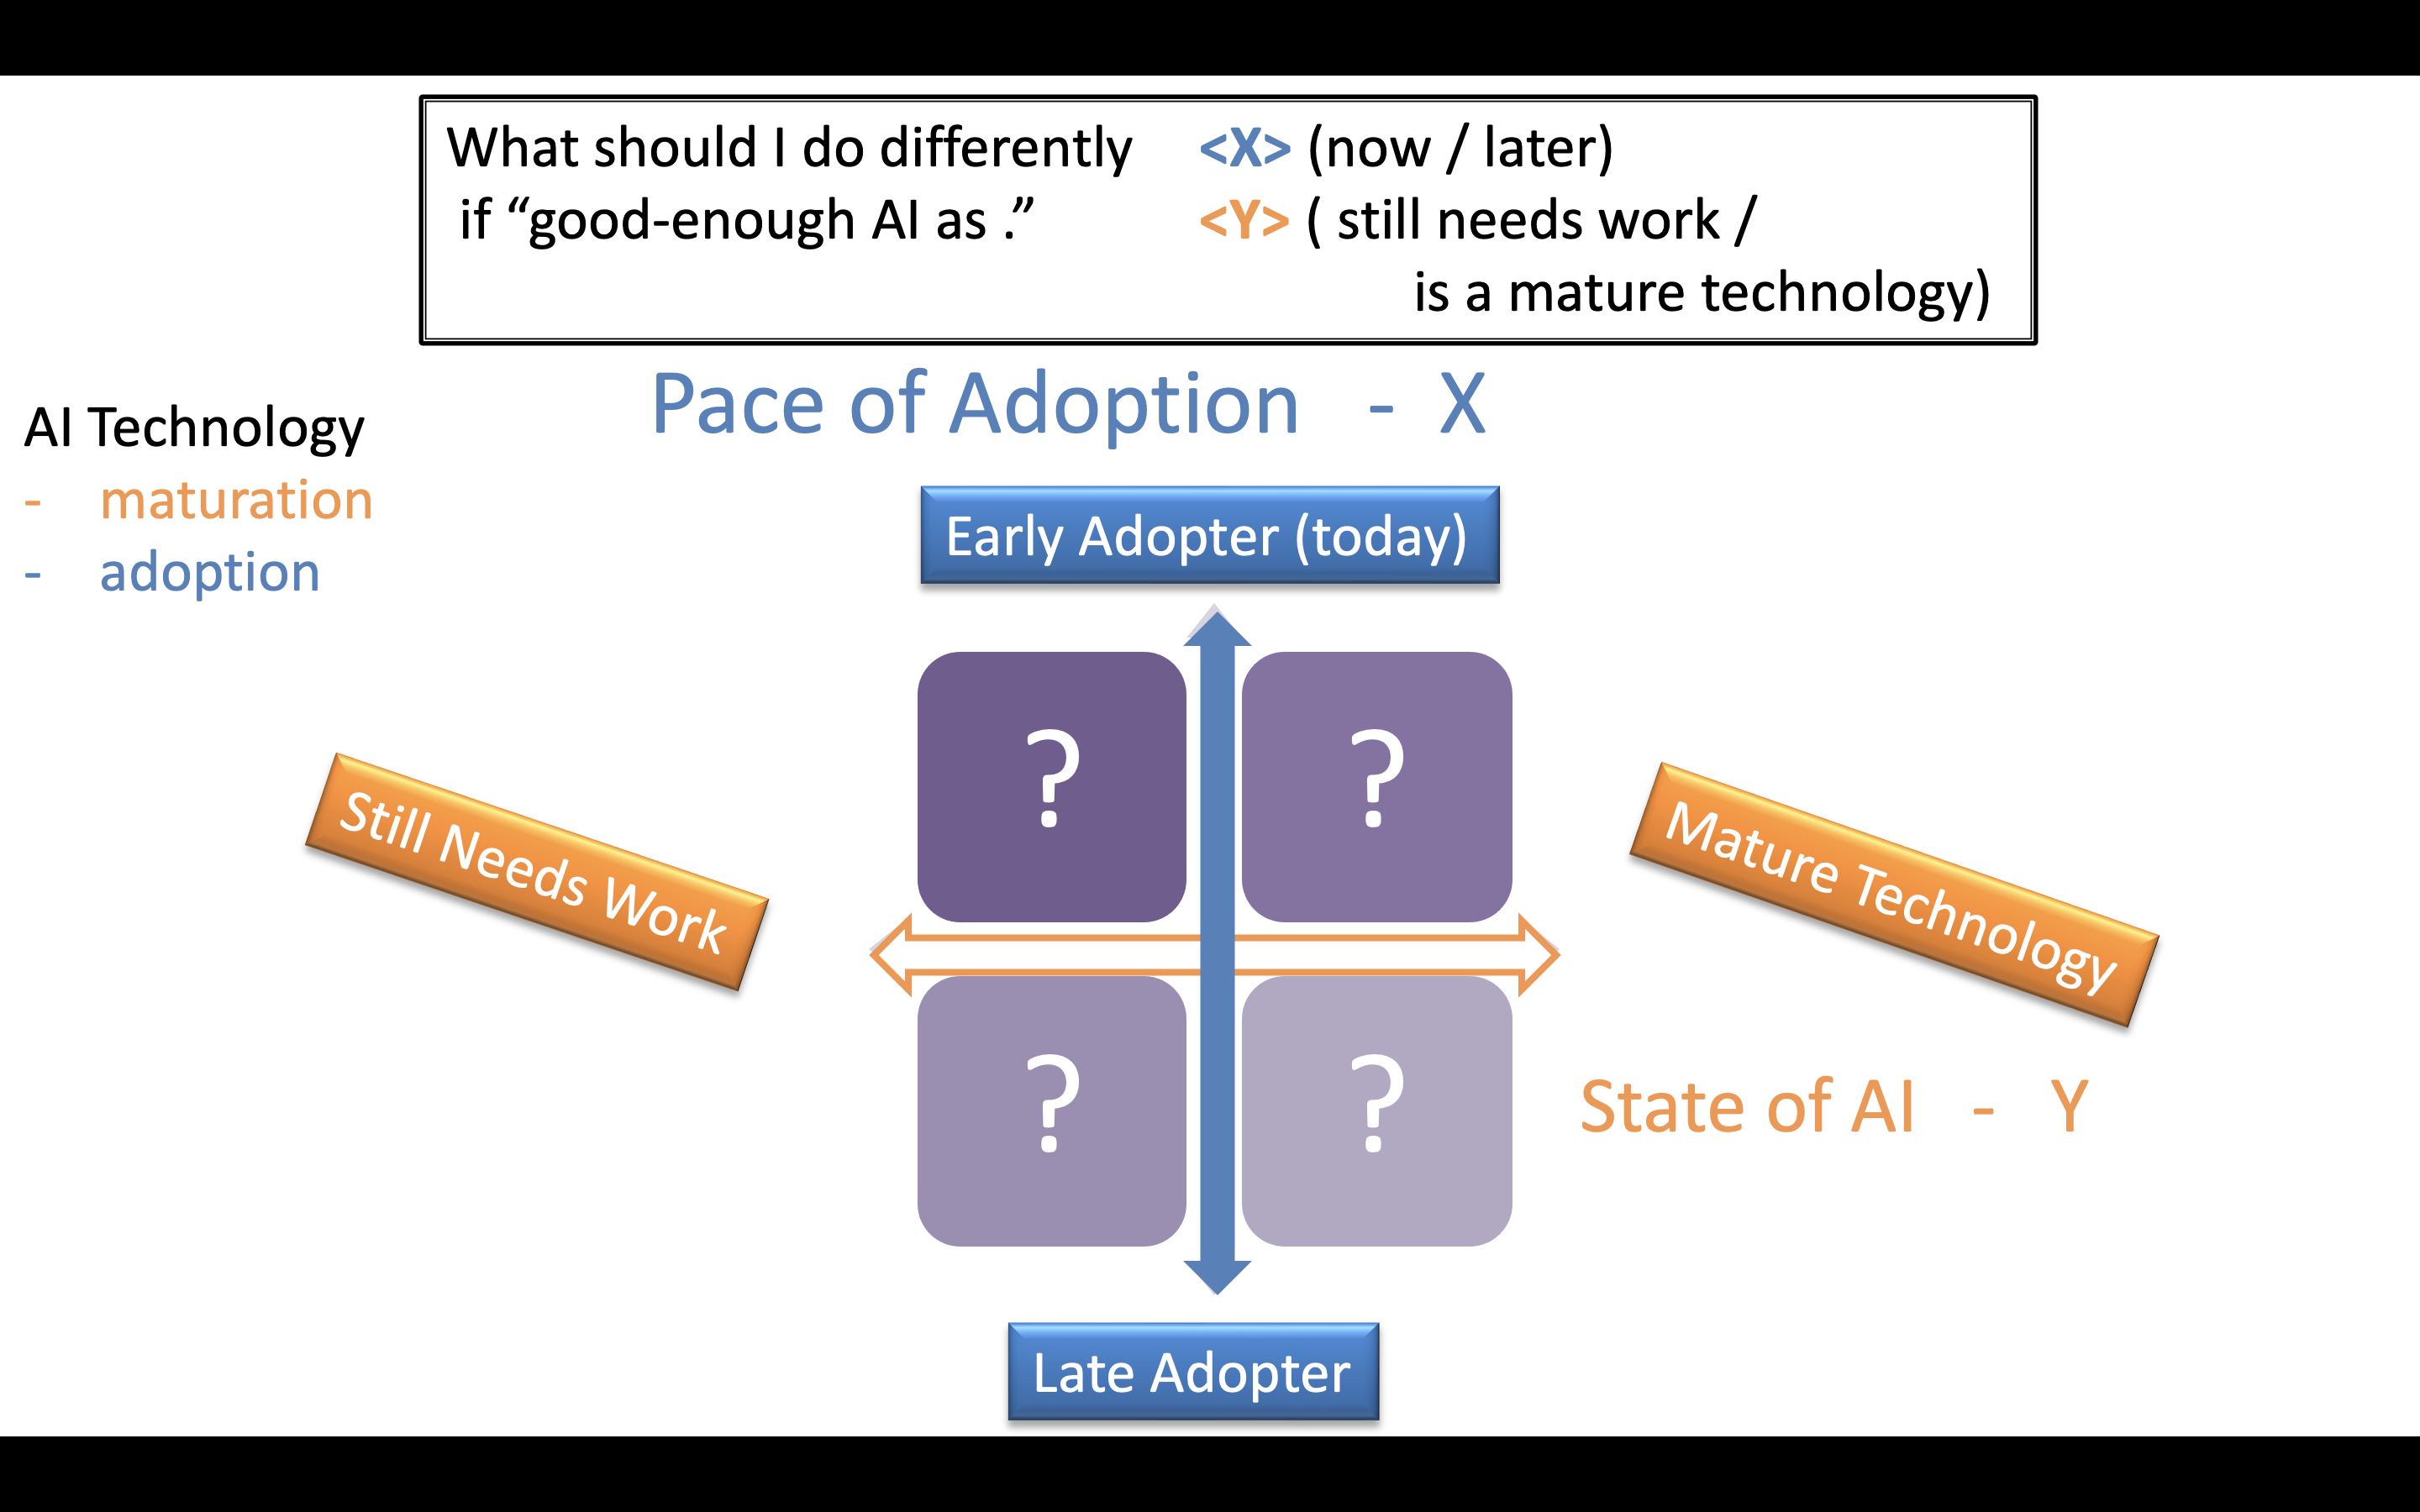 What should I do differently <X> (now / later)
if “good-enough AI as .” <Y> ( still needs work /
is a mature technology)
Pace of Adoption - X
AI Technology
- maturation
- adoption
Early Adopter (today)
? ?
Still Needs Work
Mature Technology
? ?
State of AI - Y
Late Adopter